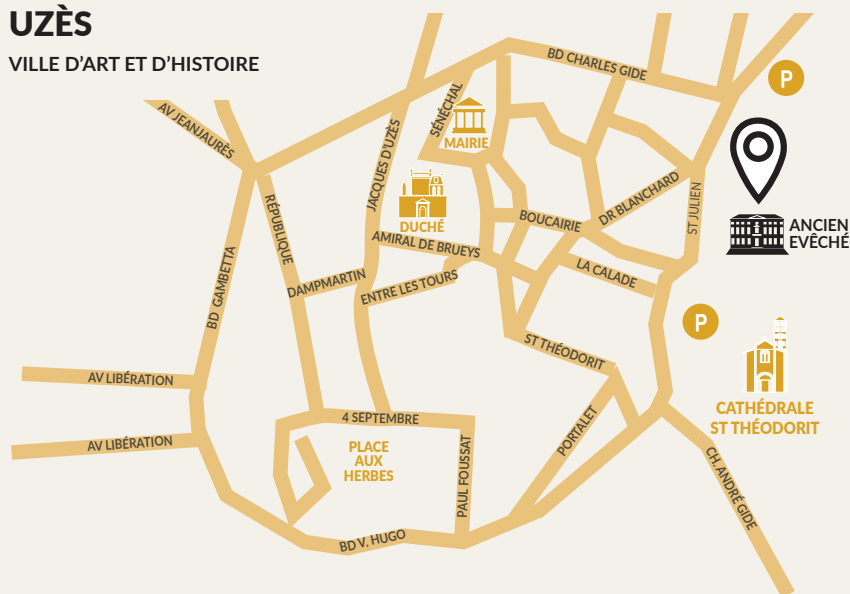 UZÈS
VILLE D'ART ET D'HISTOIRE
BD CHARLES GIDE
P
AV JEANJAURÈS
SÉNÉCHAL
MAIRIE
JACQUES D'UZÈS
DUCHÉ
RÉPUBLIQUE
BOUCAIRIE
DR BLANCHARD
ST JULIEN
ANCIEN
EVÊCHÉ
AMIRAL DE BRUEYS
BD GAMBETTA
DAMPMARTIN
ENTRE LES TOURS
LA CALADE
P
ST THÉODORIT
AV LIBÉRATION
CATHÉDRALE
ST THÉODORIT
4 SEPTEMBRE
PORTALET
AV LIBÉRATION
PLACE
AUX
HERBES
PAUL FOUSSAT
CH. ANDRÉ GIDE
BD V. HUGO